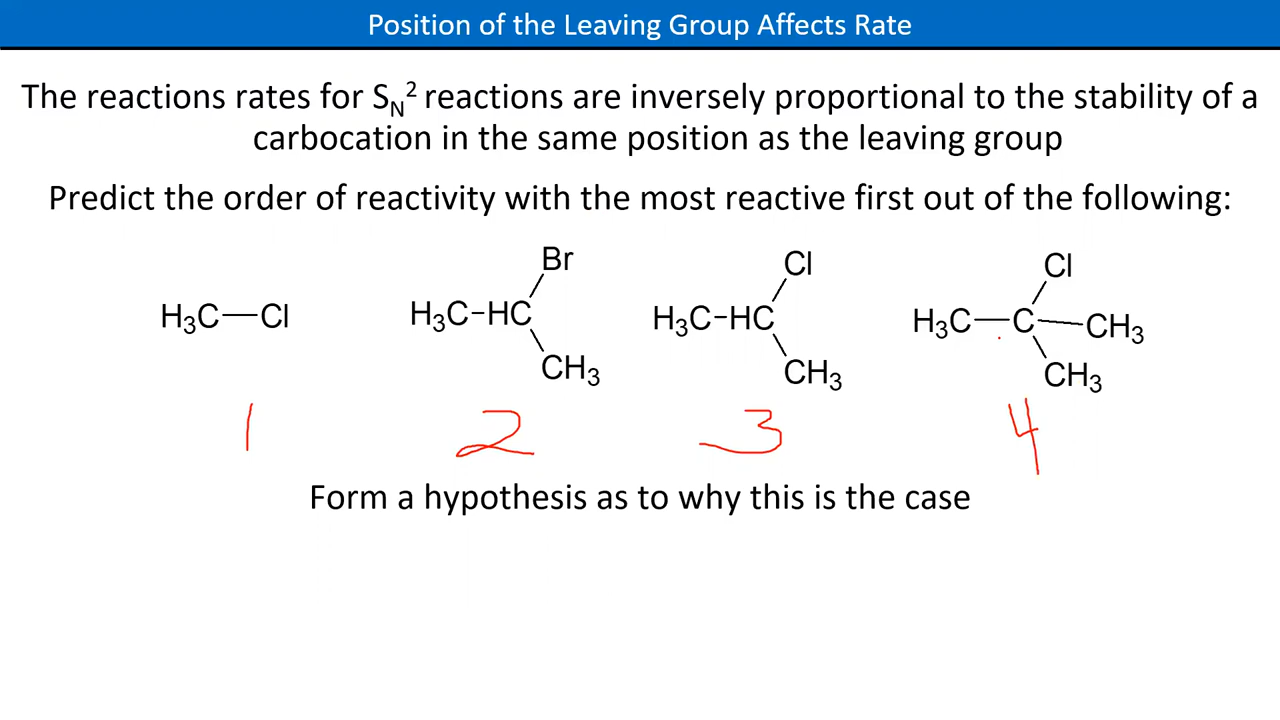 Position of the Leaving Group Affects Rate
The reactions rates for S_N^2 reactions are inversely proportional to the stability of a
carbocation in the same position as the leaving group
Predict the order of reactivity with the most reactive first out of the following:
Br Cl Cl
H3C—Cl H3C-HC H3C-HC H3C—C—CH3
CH3 CH3 CH3
1 2 3 4
Form a hypothesis as to why this is the case